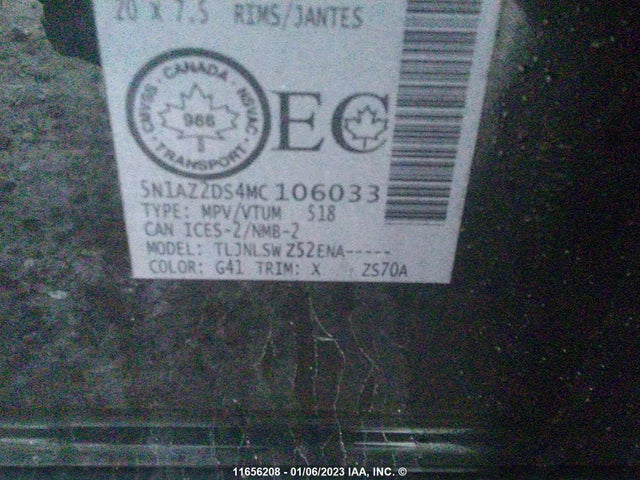 20 X 7.5 RIMS/JANTES
CANADA
NSVAC
CMVSS
986
TRANSPORT
EC
5N1AZ2DS4MC106033
TYPE: MPV/VTUM 518
CAN ICES-2/NMB-2
MODEL: TLJNLSW Z52ENA-----
COLOR: G41 TRIM: X ZS70A
11656208 - 01/06/2023 IAA, INC. ©